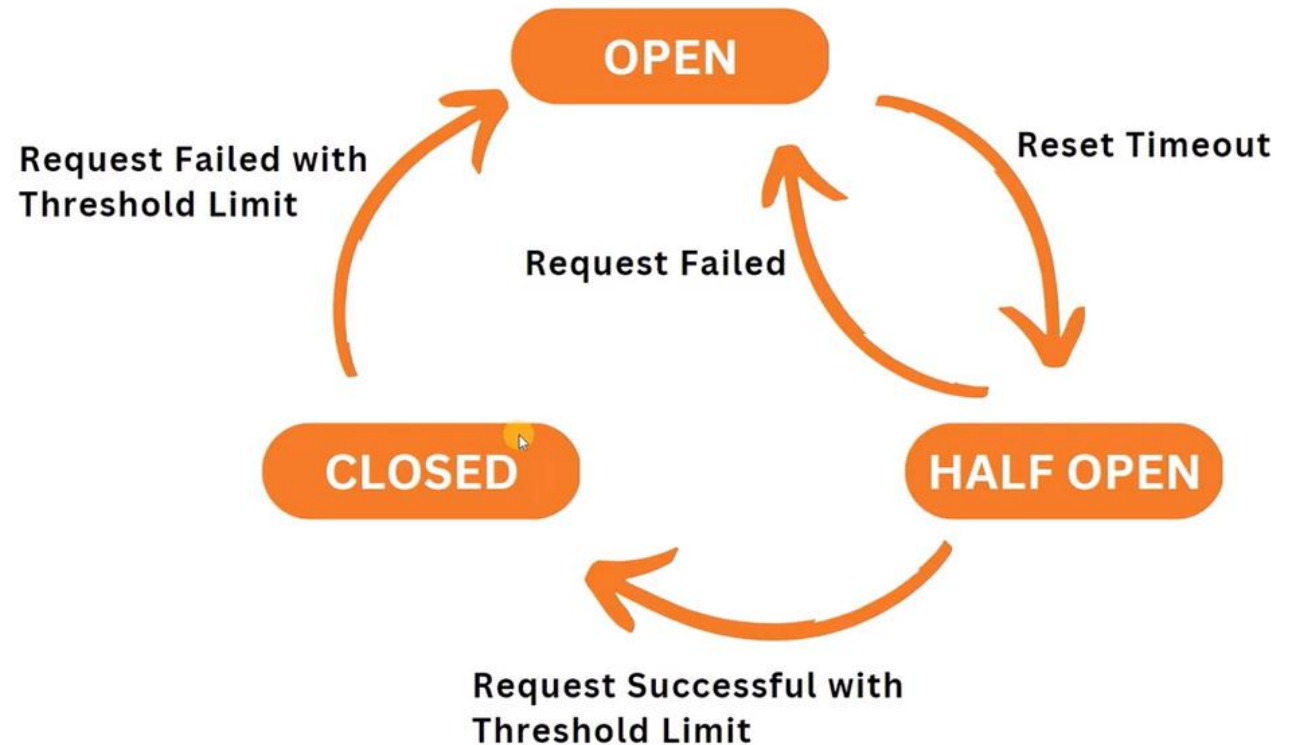 OPEN
Request Failed with
Threshold Limit
Reset Timeout
Request Failed
CLOSED
HALF OPEN
Request Successful with
Threshold Limit